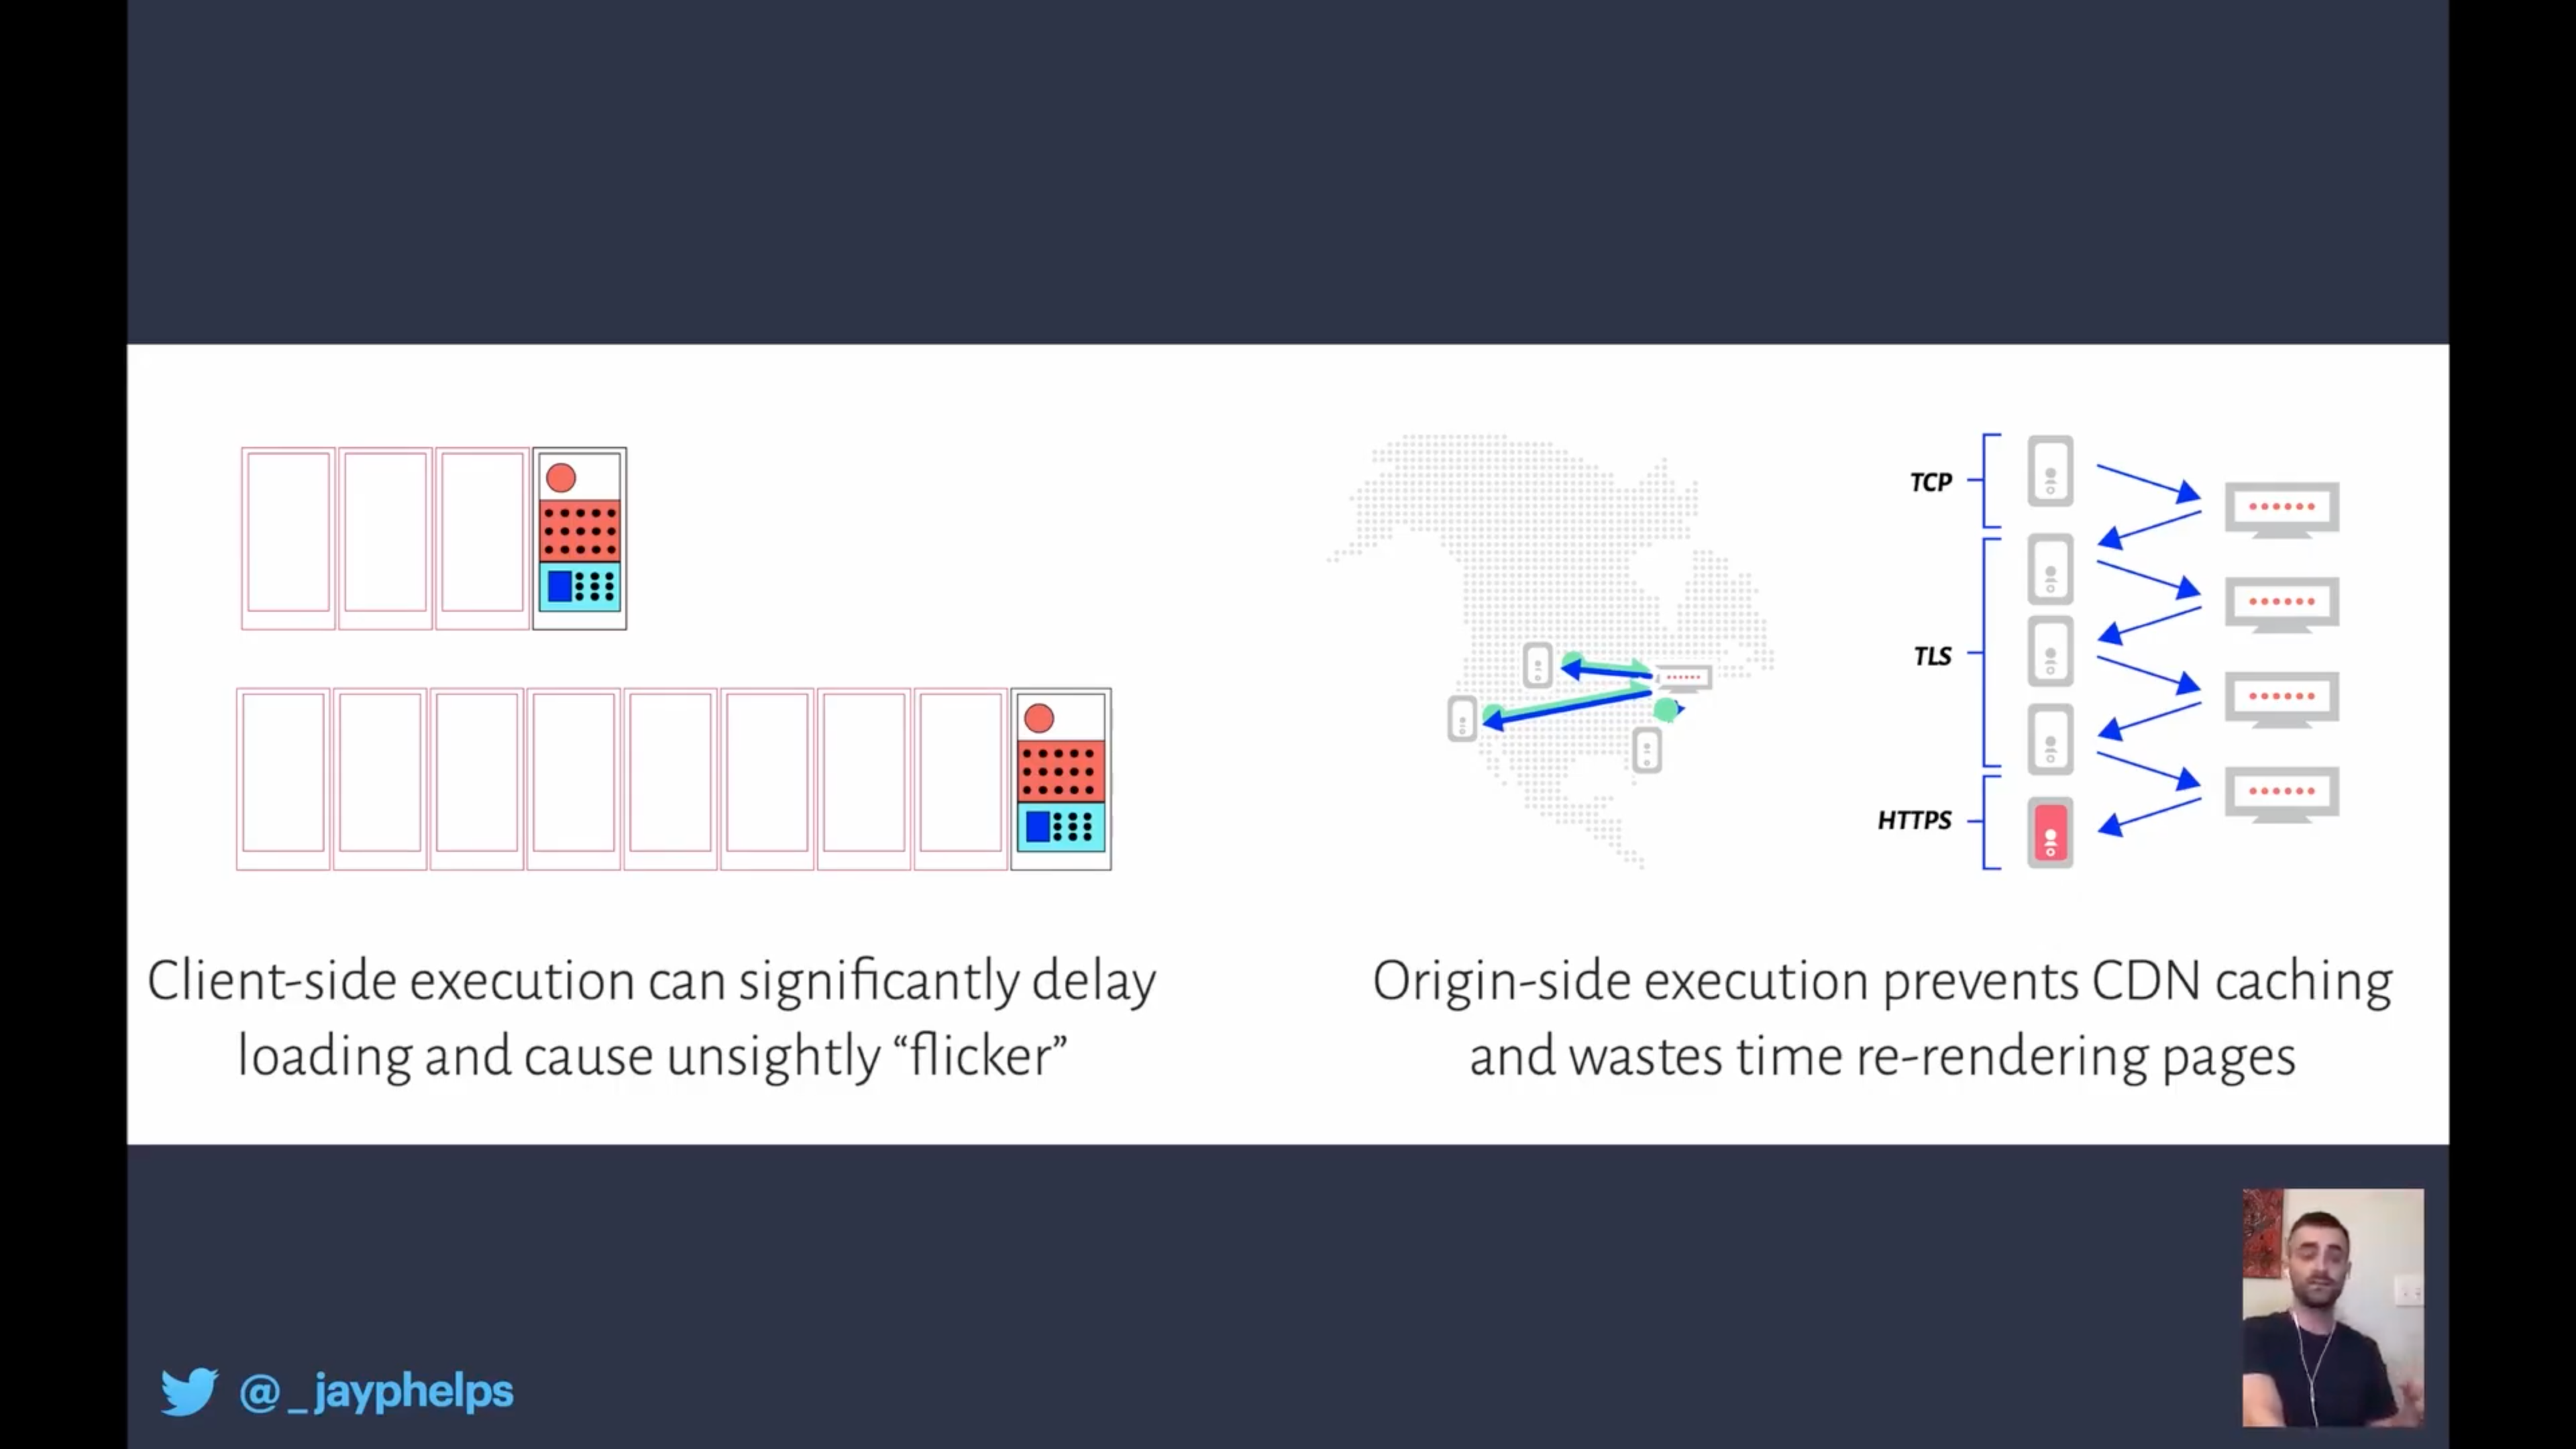 TCP
TLS
HTTPS
Client-side execution can significantly delay
loading and cause unsightly “flicker”
Origin-side execution prevents CDN caching
and wastes time re-rendering pages
@_jayphelps